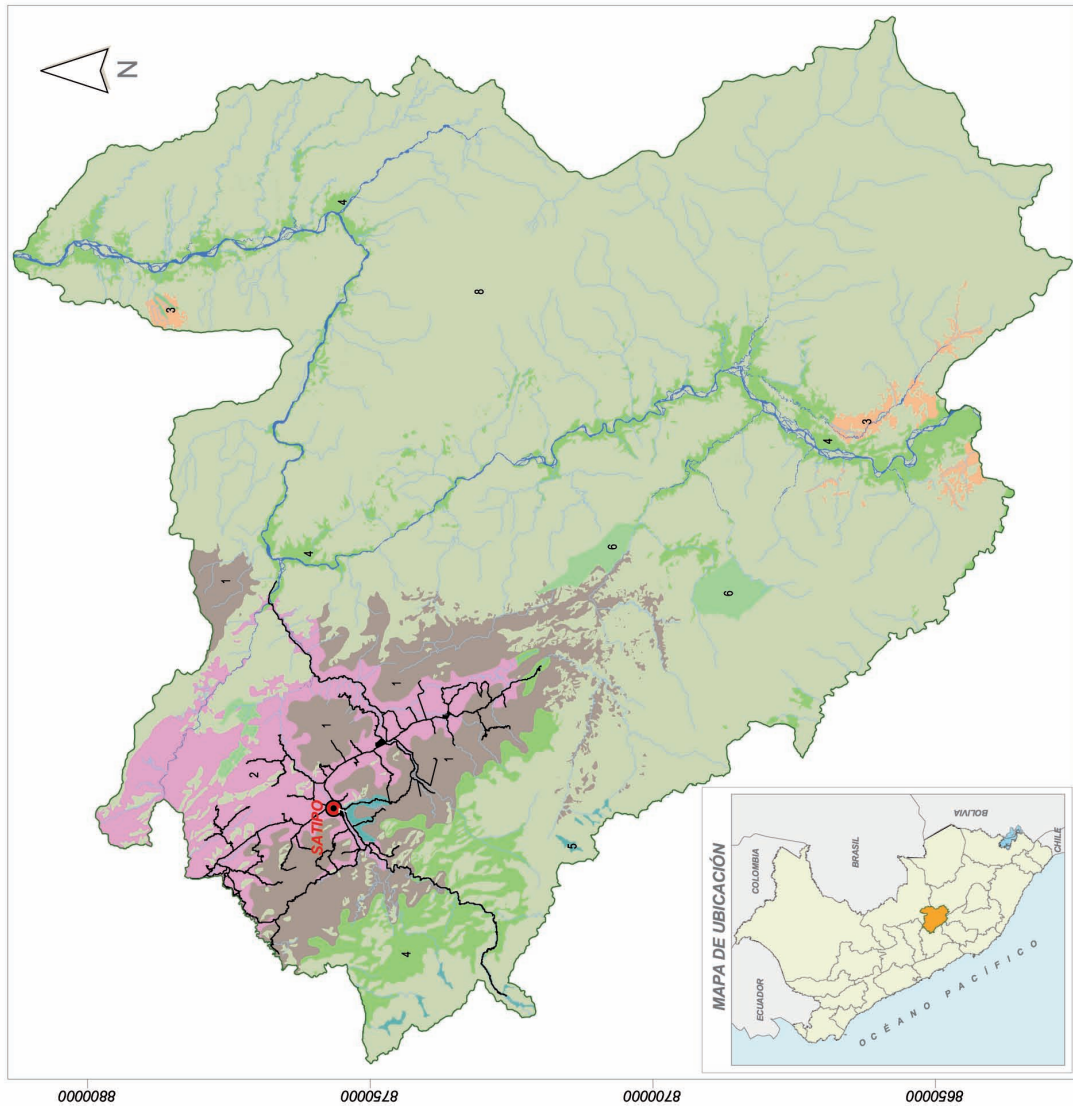 N
4
3
8
3
4
4
6
1
6
1
1
1
2
SATIPO
5
4
MAPA DE UBICACIÓN
COLOMBIA
ECUADOR
BRASIL
BOLIVIA
CHILE
OCÉANO PACÍFICO
8800000
8750000
8700000
8650000